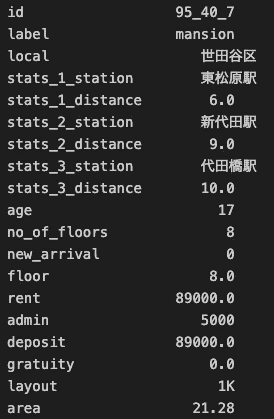 id 95_40_7
label mansion
local 世田谷区
stats_1_station 東松原駅
stats_1_distance 6.0
stats_2_station 新代田駅
stats_2_distance 9.0
stats_3_station 代田橋駅
stats_3_distance 10.0
age 17
no_of_floors 8
new_arrival 0
floor 8.0
rent 89000.0
admin 5000
deposit 89000.0
gratuity 0.0
layout 1K
area 21.28